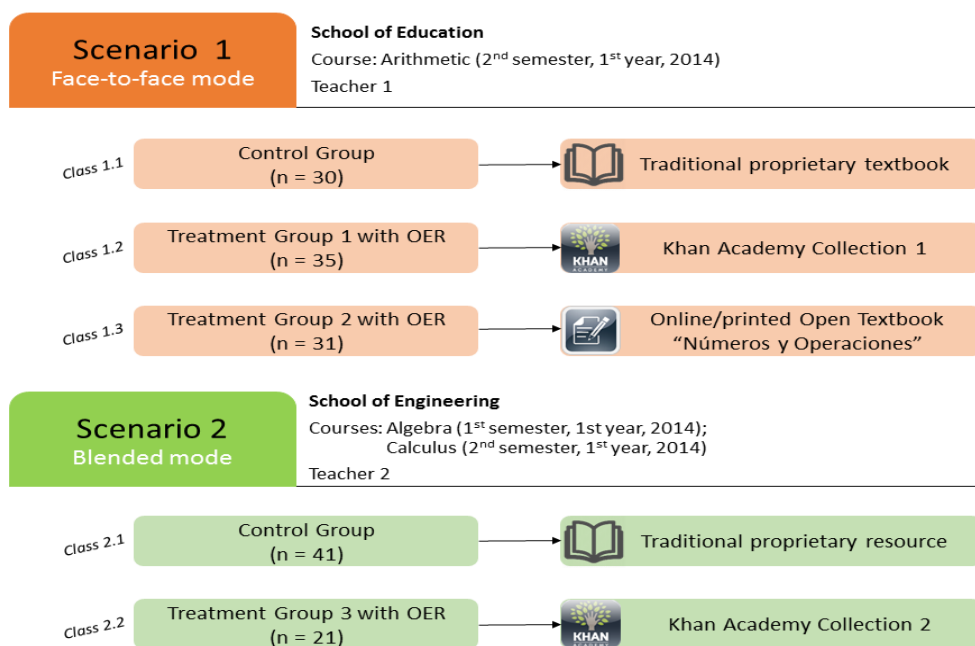 Scenario 1
Face-to-face mode
School of Education
Course: Arithmetic (2nd semester, 1st year, 2014)
Teacher 1
Class 1.1
Control Group
(n = 30)
Traditional proprietary textbook
Class 1.2
Treatment Group 1 with OER
(n = 35)
KHAN
ACADEMY
Khan Academy Collection 1
Class 1.3
Treatment Group 2 with OER
(n = 31)
Online/printed Open Textbook
“Números y Operaciones”
Scenario 2
Blended mode
School of Engineering
Courses: Algebra (1st semester, 1st year, 2014);
Calculus (2nd semester, 1st year, 2014)
Teacher 2
Class 2.1
Control Group
(n = 41)
Traditional proprietary resource
Class 2.2
Treatment Group 3 with OER
(n = 21)
KHAN
Khan Academy Collection 2